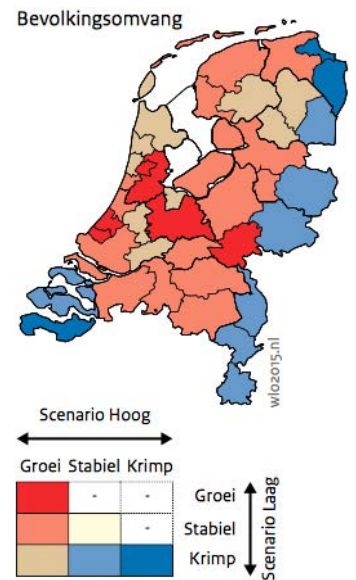 Bevolkingsomvang
wlo2015.nl
Scenario Hoog
Groei Stabiel Krimp
- - Groei
- Stabiel
Krimp
Scenario Laag